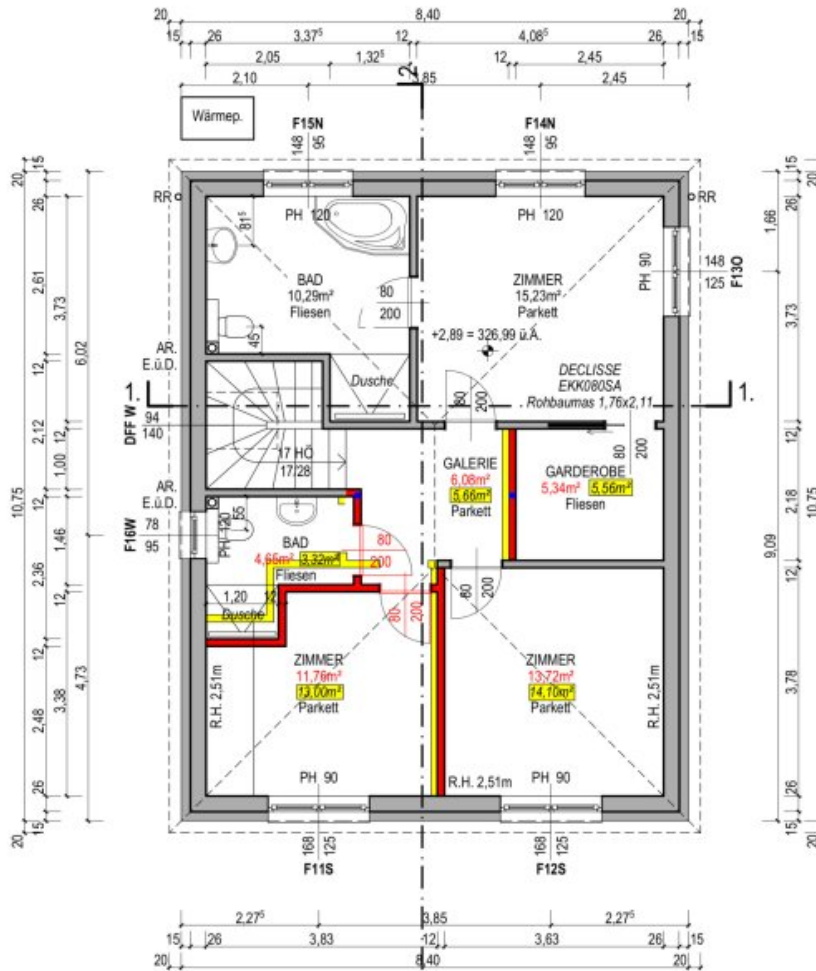 20 8,40 20
15 26 3,37⁵ 12 4,08⁵ 26 15
2,05 1,32⁵ 12 2,45
2,10 3,85 2,45
2
1.
Wärmep.
F15N F14N
148 95 148 95
RR RR
PH 120 PH 120
81⁵
BAD
10,29m²
Fliesen
80
200
45
Dusche
ZIMMER
15,23m²
Parkett
+2,89 = 326,99 ü.A.
PH 90
148
125
F13O
DECLISSE
EKK080SA
Rohbaumas 1,76x2,11
80
200
80
200
AR.
E.ü.D.
1. 1.
DFF W
94
140
17 HÖ
17/28
GALERIE
6,08m²
5,66m²
Parkett
GARDEROBE
5,34m² 5,56m²
Fliesen
AR.
E.ü.D.
F16W
78
95
PH 120
55
BAD
4,65m² 3,32m²
Fliesen
80
200
80
200
80
200
1,20 12
Dusche
ZIMMER
11,76m²
13,00m²
Parkett
R.H. 2,51m
PH 90
ZIMMER
13,72m²
14,10m²
Parkett
R.H. 2,51m
R.H. 2,51m
PH 90
168 125 168 125
F11S F12S
20 15 26 2,61 12 2,12 12 2,36 12 2,48 26 15 20
10,75
3,73 12 1,00 12 1,46 12 3,38
6,02 4,73
1,66 9,09
15 26 3,73 12 2,18 12 3,78 26 15
20 10,75 20
2,27⁵ 3,85 2,27⁵
15 26 3,83 12 3,63 26 15
20 8,40 20